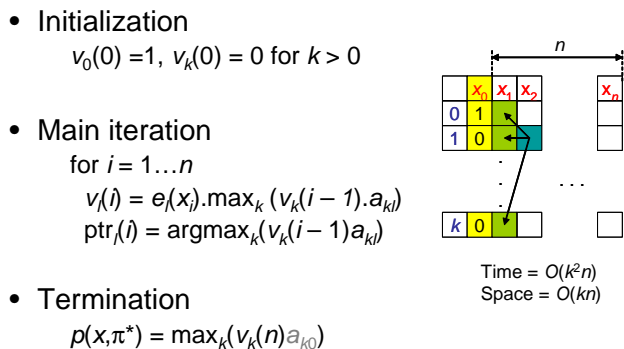 • Initialization
v₀(0) =1, vₖ(0) = 0 for k > 0
• Main iteration
for i = 1…n
vₗ(i) = eₗ(xᵢ).maxₖ (vₖ(i – 1).aₖₗ)
ptrₗ(i) = argmaxₖ(vₖ(i – 1)aₖₗ)
• Termination
p(x,π*) = maxₖ(vₖ(n)aₖ₀)
n
x₀ x₁ x₂ xₙ
0 1
1 0
. . .
. . .
k 0
Time = O(k²n)
Space = O(kn)